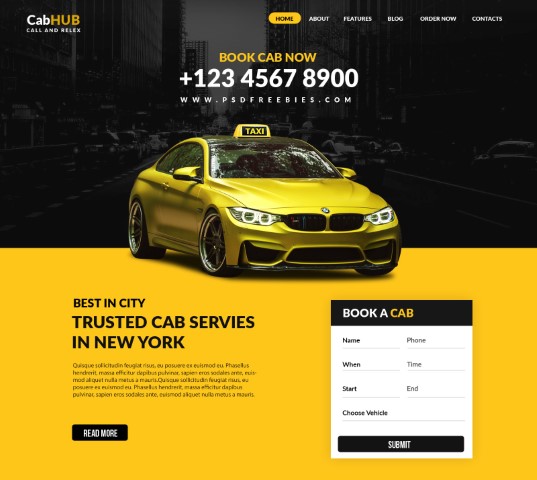 CabHUB
CALL AND RELEX
HOME ABOUT FEATURES BLOG ORDER NOW CONTACTS
BOOK CAB NOW
+123 4567 8900
WWW.PSDFREEBIES.COM
TAXI
BEST IN CITY
TRUSTED CAB SERVIES
IN NEW YORK
Quisque sollicitudin feugiat risus, eu posuere ex euismod eu. Phasellus
hendrerit, massa efficitur dapibus pulvinar, sapien eros sodales ante, euis-
mod aliquet nulla metus a mauris.Quisque sollicitudin feugiat risus, eu
posuere ex euismod eu. Phasellus hendrerit, massa efficitur dapibus
pulvinar, sapien eros sodales ante, euismod aliquet nulla metus a mauris.
READ MORE
BOOK A CAB
Name Phone
When Time
Start End
Choose Vehicle
SUBMIT